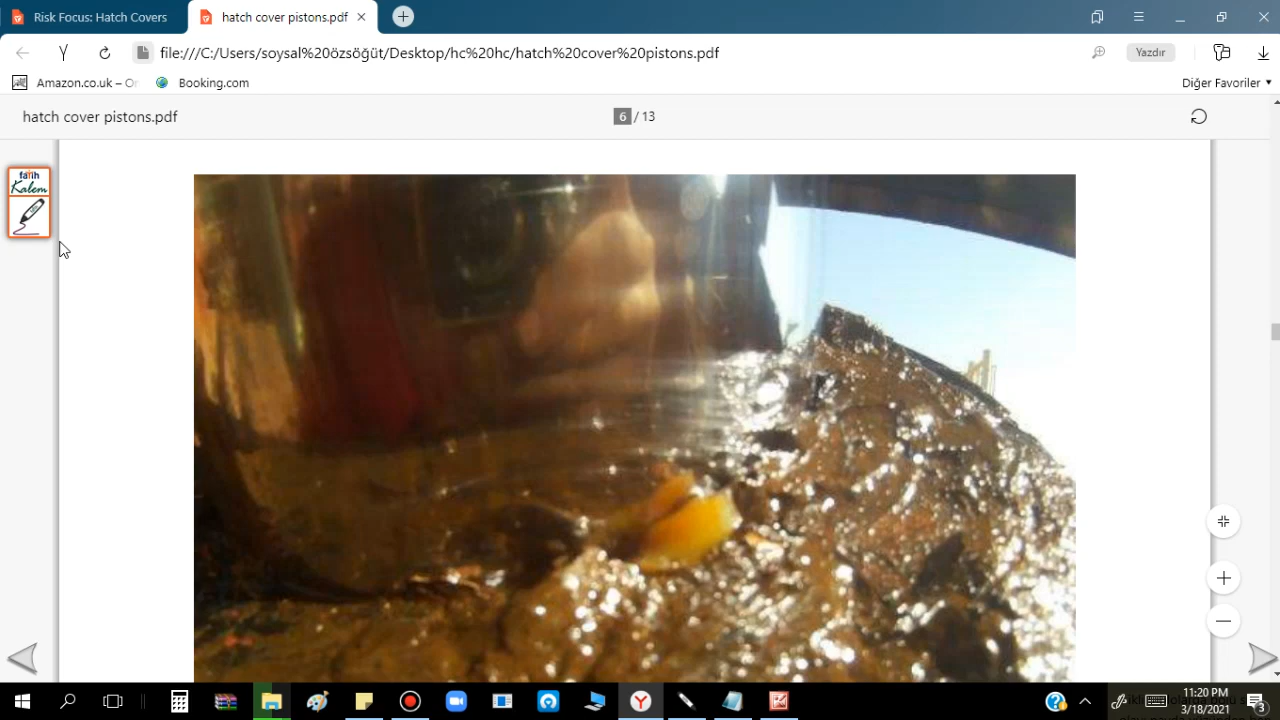 Risk Focus: Hatch Covers
hatch cover pistons.pdf
file:///C:/Users/soysal%20özsöğüt/Desktop/hc%20hc/hatch%20cover%20pistons.pdf
Yazdır
Amazon.co.uk – Or
Booking.com
Diğer Favoriler
hatch cover pistons.pdf
6 / 13
fatih
Kalem
11:20 PM
3/18/2021
3